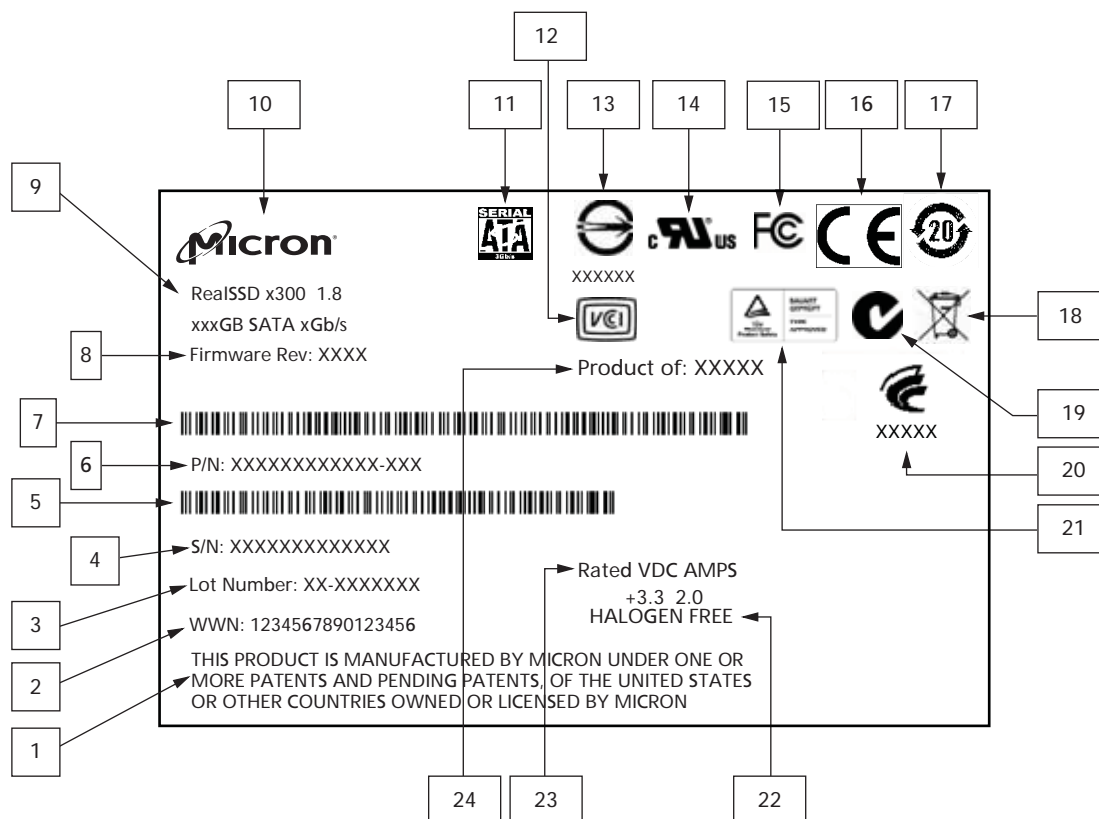 12
10
11
13
14
15
16
17
9
Micron
SERIAL
ATA
3Gb/s
c RU US
FC
CE
20
XXXXXX
RealSSD x300 1.8
xxxGB SATA xGb/s
VCI
18
8
Firmware Rev: XXXX
Product of: XXXXX
19
7
XXXXX
6
P/N: XXXXXXXXXXXX-XXX
20
5
21
4
S/N: XXXXXXXXXXXXX
Rated VDC AMPS
3
Lot Number: XX-XXXXXXX
+3.3 2.0
HALOGEN FREE
2
WWN: 1234567890123456
THIS PRODUCT IS MANUFACTURED BY MICRON UNDER ONE OR
MORE PATENTS AND PENDING PATENTS, OF THE UNITED STATES
OR OTHER COUNTRIES OWNED OR LICENSED BY MICRON
1
24
23
22